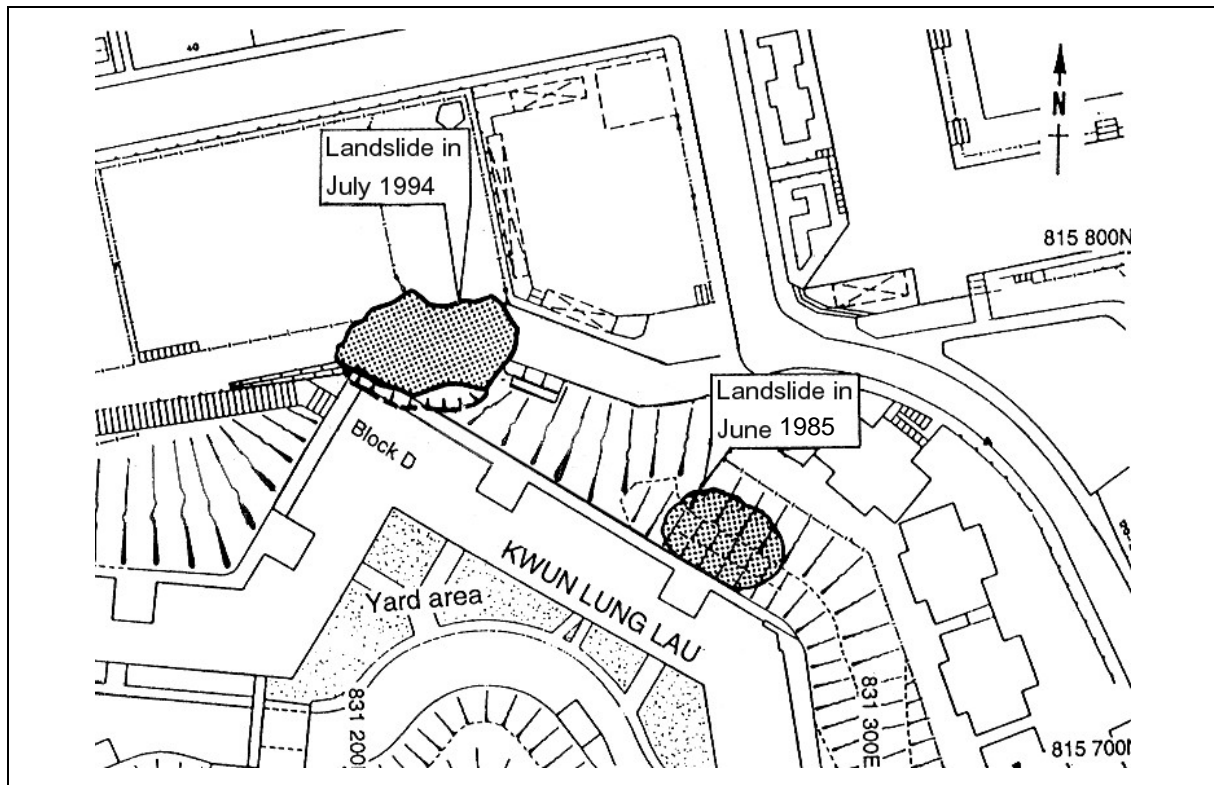 40
Landslide in
July 1994
N
815 800N
Landslide in
June 1985
Block D
KWUN LUNG LAU
Yard area
831 200
831 300E
815 700N